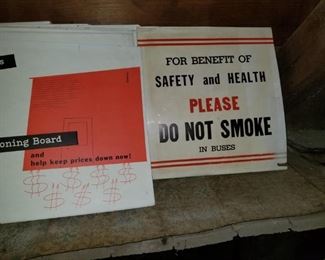 oning Board
and
help keep prices down now!
$ $ $ $ $
$ $ $ $
FOR BENEFIT OF
SAFETY and HEALTH
PLEASE
DO NOT SMOKE
IN BUSES